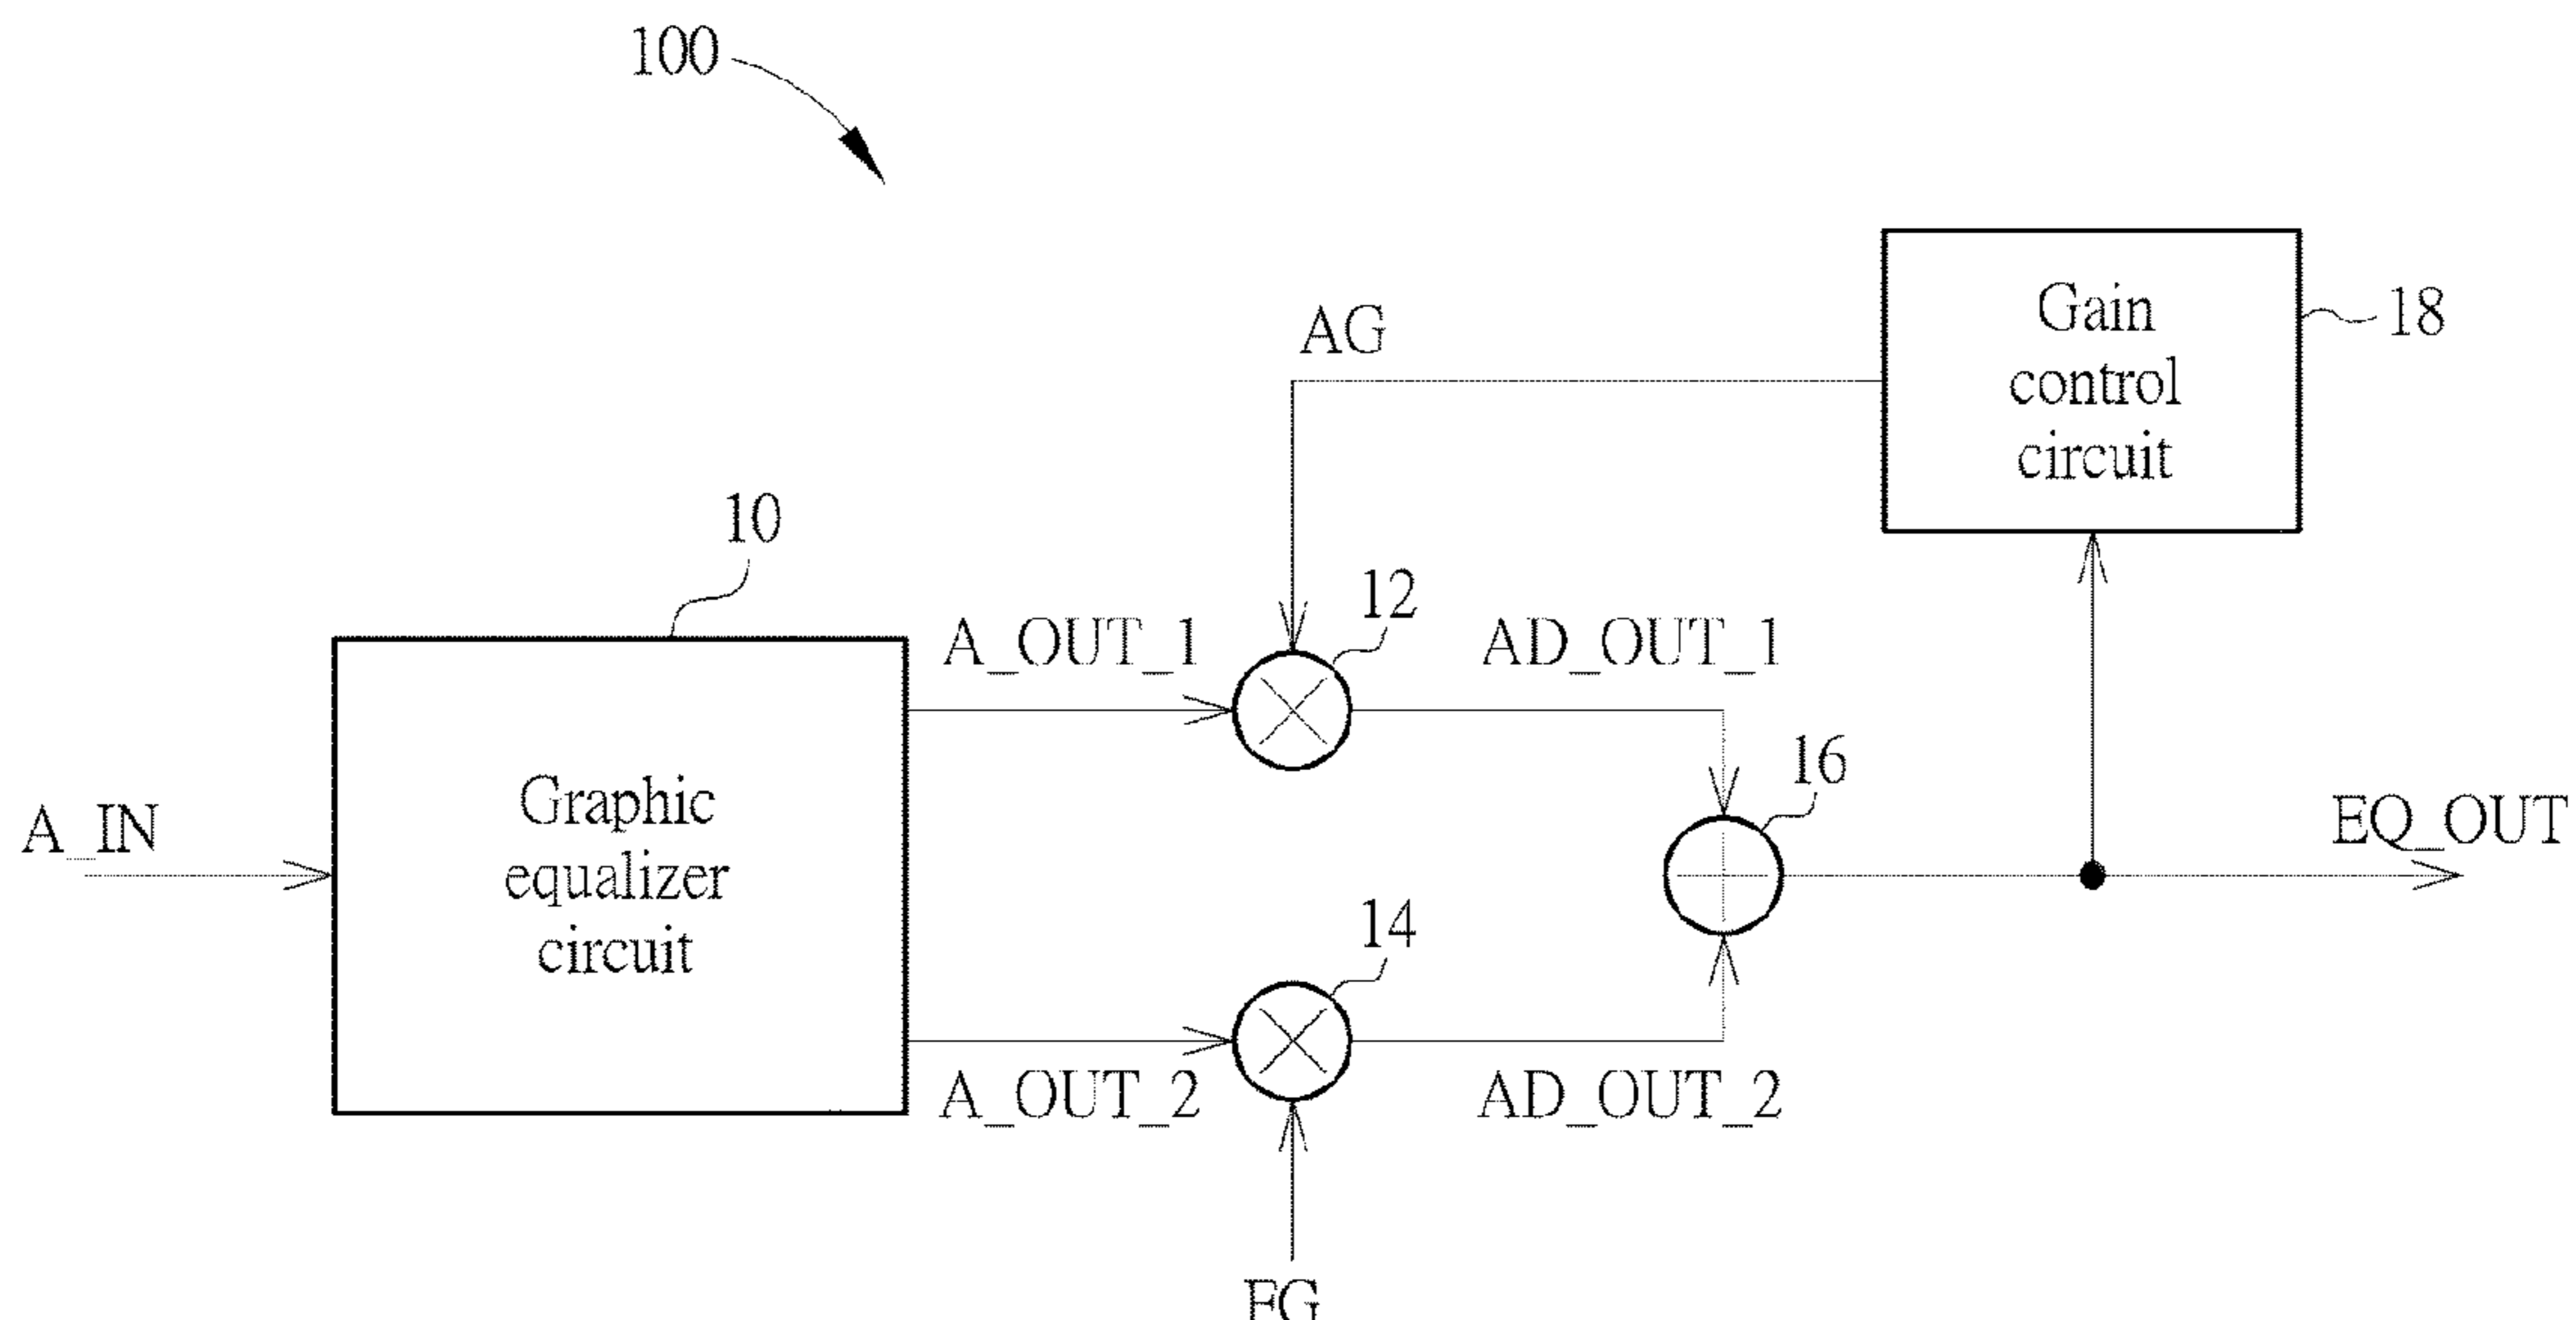 100
AG
Gain
control
circuit
18
10
A_OUT_1
12
AD_OUT_1
A_IN
Graphic
equalizer
circuit
16
EQ_OUT
14
A_OUT_2
AD_OUT_2
FG